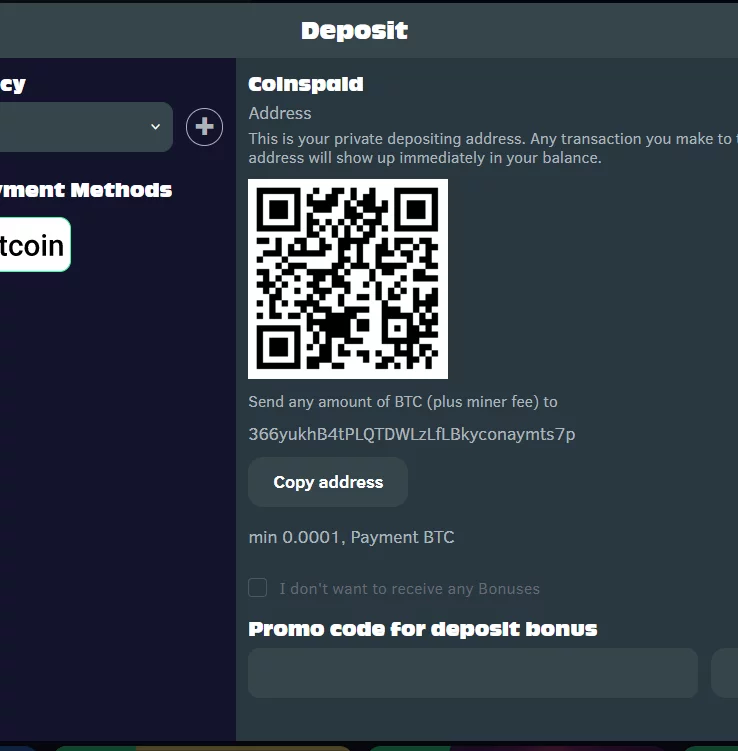 Deposit
cy
yment Methods
tcoin
Coinspaid
Address
This is your private depositing address. Any transaction you make to t
address will show up immediately in your balance.
Send any amount of BTC (plus miner fee) to
366yukhB4tPLQTDWLzLfLBkyconaymts7p
Copy address
min 0.0001, Payment BTC
I don't want to receive any Bonuses
Promo code for deposit bonus